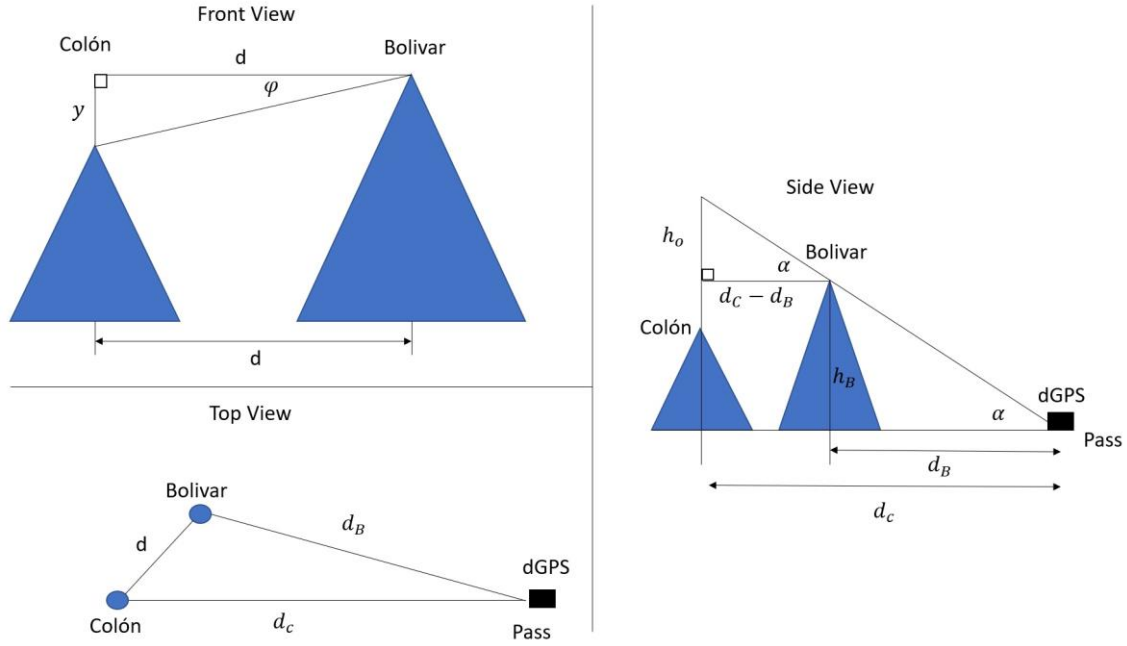 Front View
Colón
d
Bolivar
φ
y
d
Top View
Bolivar
d
d_B
dGPS
d_c
Colón
Pass
Side View
h_o
Bolivar
α
d_C − d_B
Colón
h_B
dGPS
α
Pass
d_B
d_c